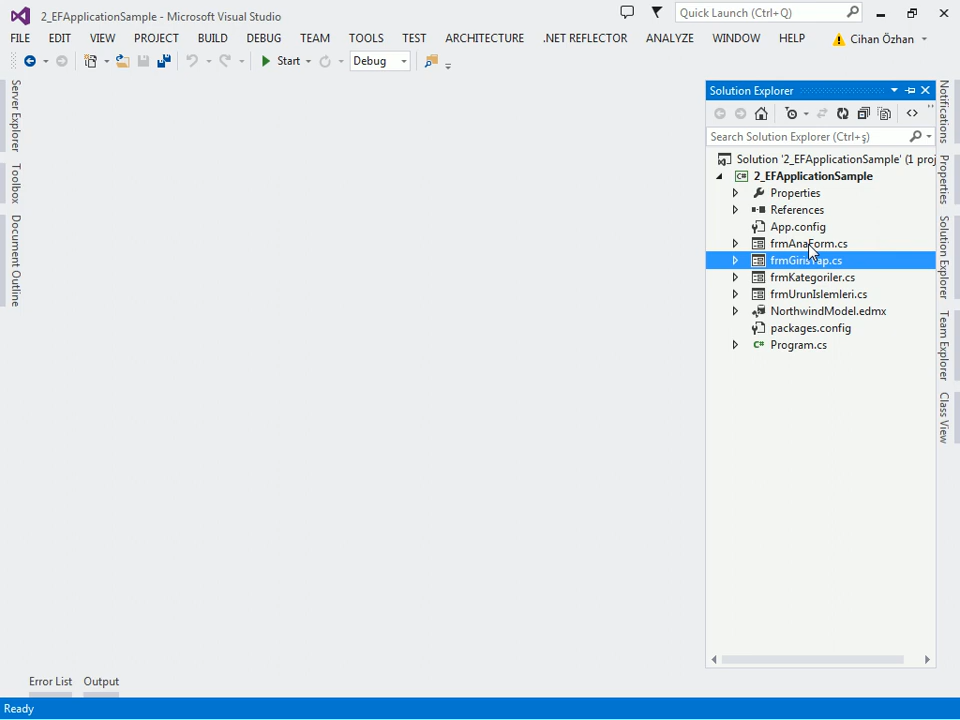 2_EFApplicationSample - Microsoft Visual Studio
Quick Launch (Ctrl+Q)
FILE EDIT VIEW PROJECT BUILD DEBUG TEAM TOOLS TEST ARCHITECTURE .NET REFLECTOR ANALYZE WINDOW HELP Cihan Özhan
Start Debug
Server Explorer
Toolbox
Document Outline
Solution Explorer
Search Solution Explorer (Ctrl+ş)
Solution '2_EFApplicationSample' (1 proj
2_EFApplicationSample
Properties
References
App.config
frmAnaForm.cs
frmGirisYap.cs
frmKategoriler.cs
frmUrunIslemleri.cs
NorthwindModel.edmx
packages.config
C# Program.cs
Notifications
Properties
Solution Explorer
Team Explorer
Class View
Error List Output
Ready